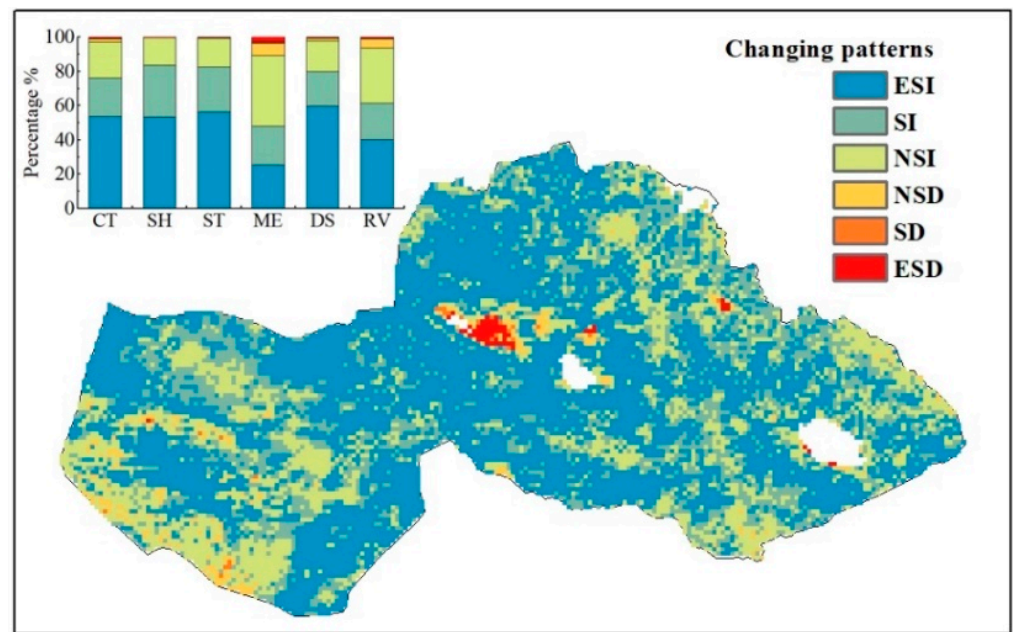 100
80
60
40
20
0
Percentage %
CT SH ST ME DS RV
Changing patterns
ESI
SI
NSI
NSD
SD
ESD